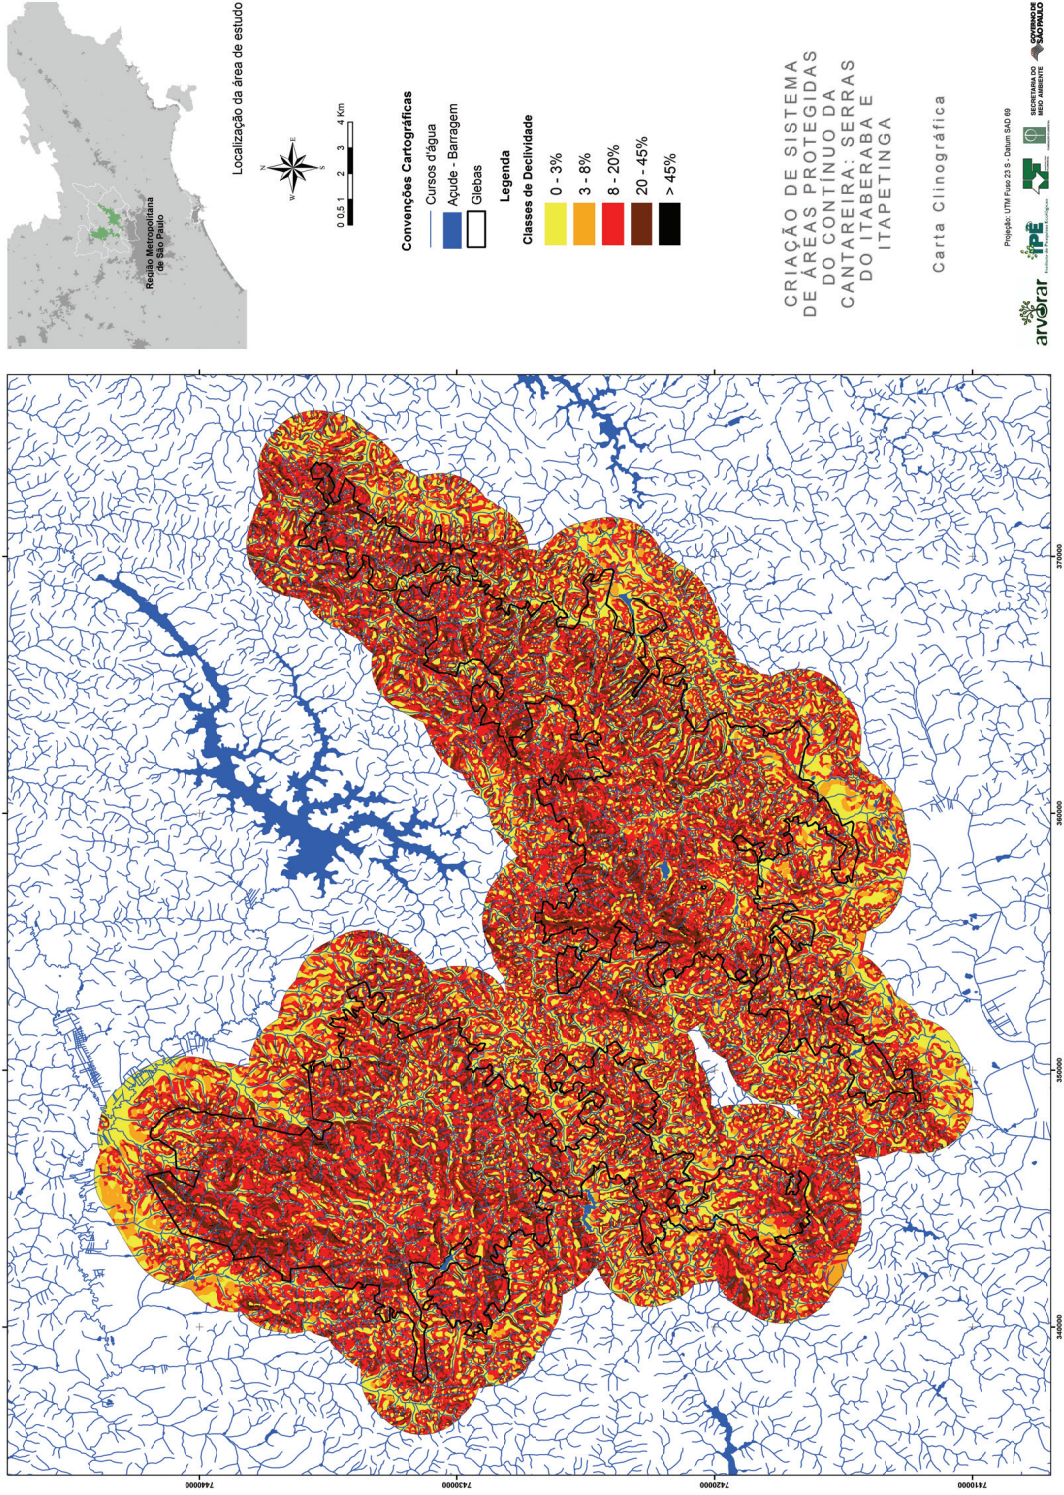 Localização da área de estudo
Região Metropolitana
de São Paulo
N
W
E
S
0 0.5 1 2 3 4 Km
Convenções Cartográficas
Cursos d'água
Açude - Barragem
Glebas
Legenda
Classes de Declividade
0 - 3%
3 - 8%
8 - 20%
20 - 45%
> 45%
CRIAÇÃO DE SISTEMA
DE ÁREAS PROTEGIDAS
DO CONTÍNUO DA
CANTAREIRA: SERRAS
DO ITABERABA E
ITAPETINGA
Carta Clinográfica
Projeção: UTM Fuso 23 S - Datum SAD 69
arvorar
IPÊ
Instituto de Pesquisas Ecológicas
SECRETARIA DO
MEIO AMBIENTE
GOVERNO DE
SÃO PAULO
340000
350000
360000
370000
7440000
7430000
7420000
7410000